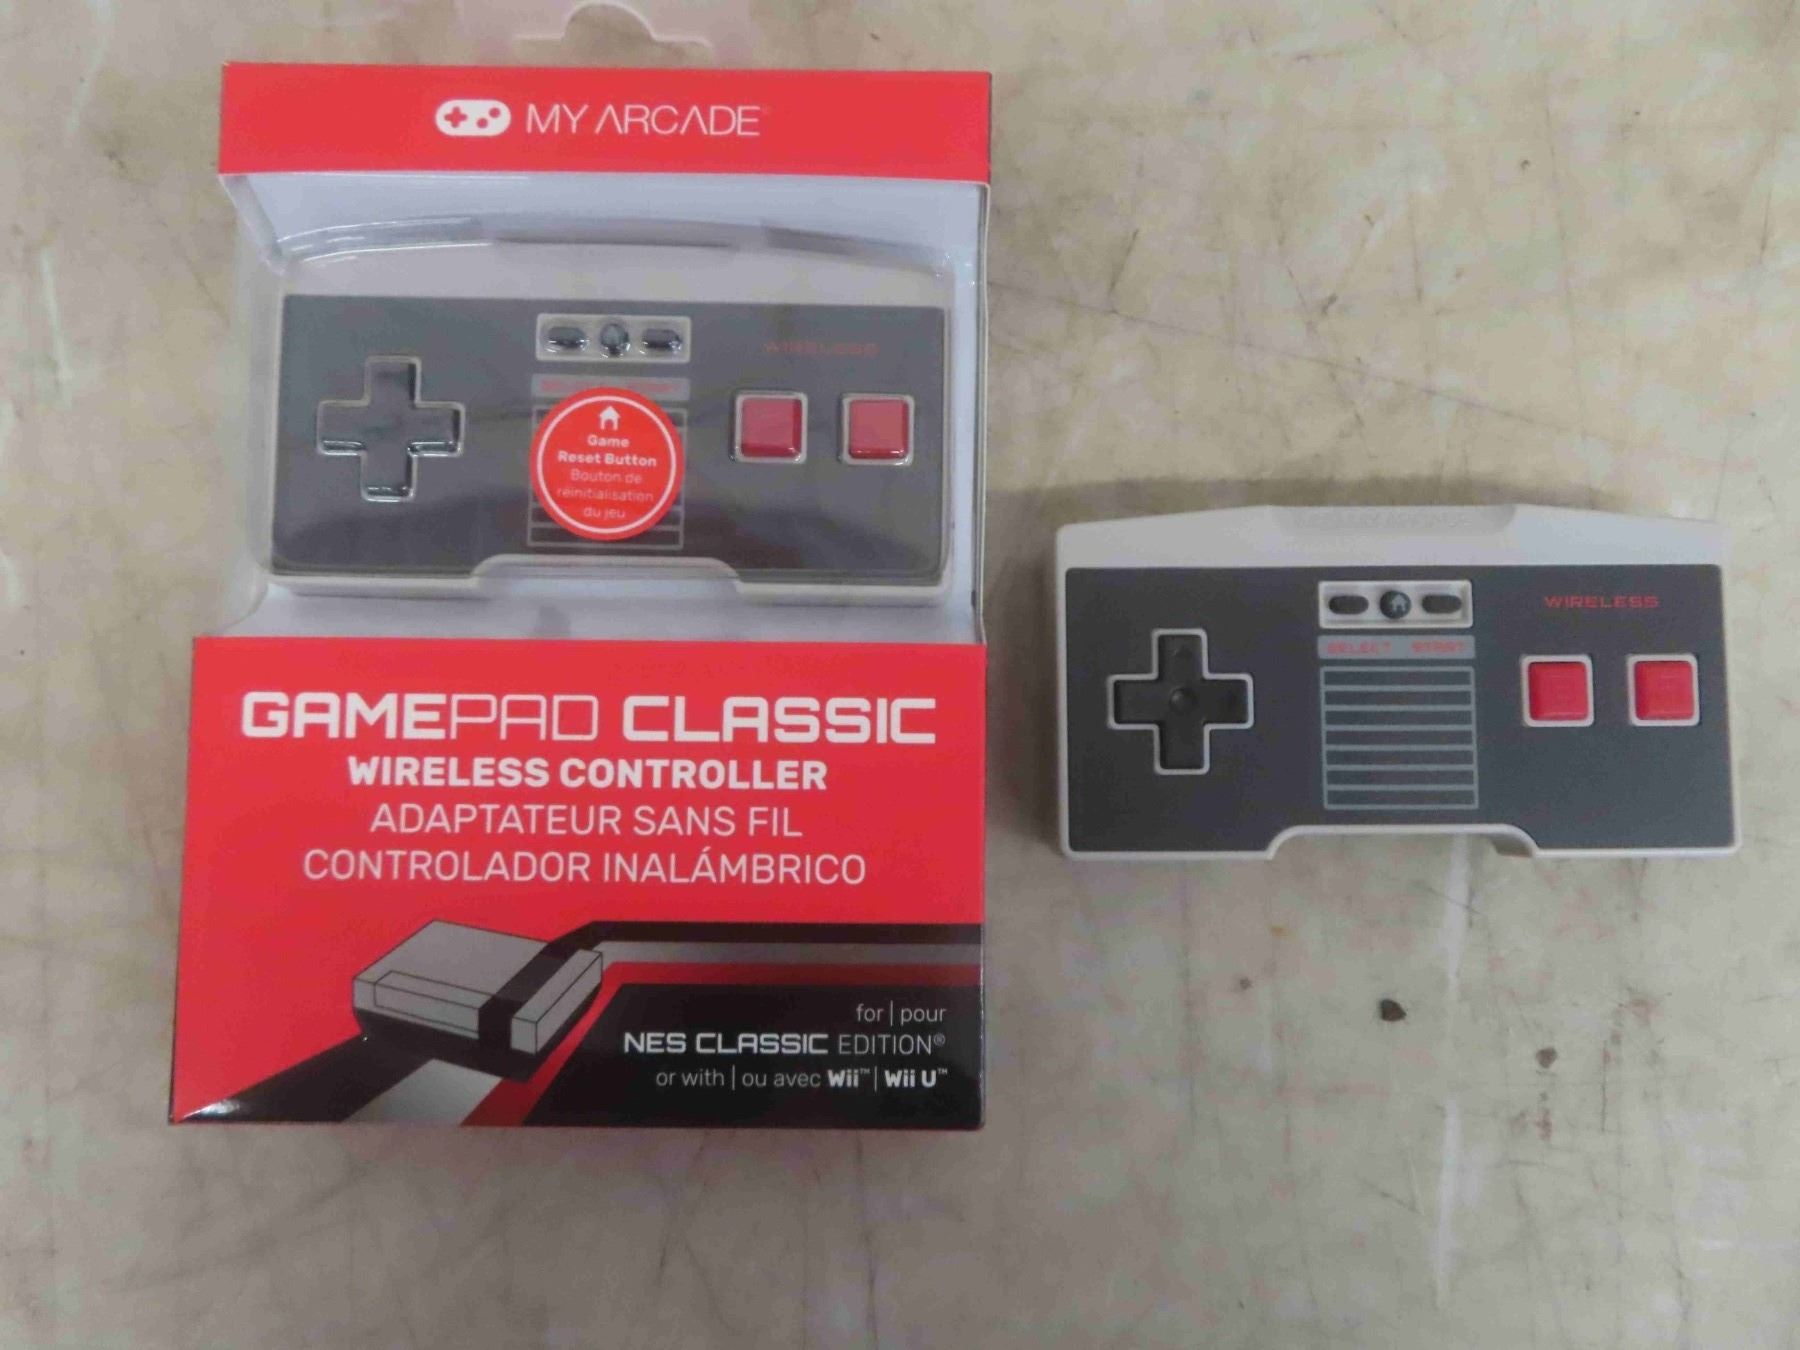 MY ARCADE
WIRELESS
Game
Reset Button
Bouton de
réinitialisation
du jeu
GAMEPAD CLASSIC
WIRELESS CONTROLLER
ADAPTATEUR SANS FIL
CONTROLADOR INALÁMBRICO
for | pour
NES CLASSIC EDITION®
or with | ou avec Wii™ | Wii U™
WIRELESS
SELECT START